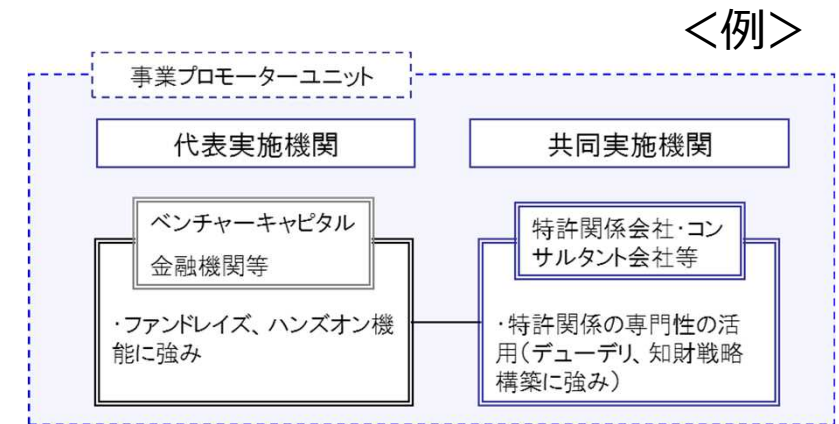 ＜例＞
事業プロモーターユニット
代表実施機関
共同実施機関
ベンチャーキャピタル
金融機関等
・ファンドレイズ、ハンズオン機
能に強み
特許関係会社・コン
サルタント会社等
・特許関係の専門性の活
用（デューデリ、知財戦略
構築に強み）